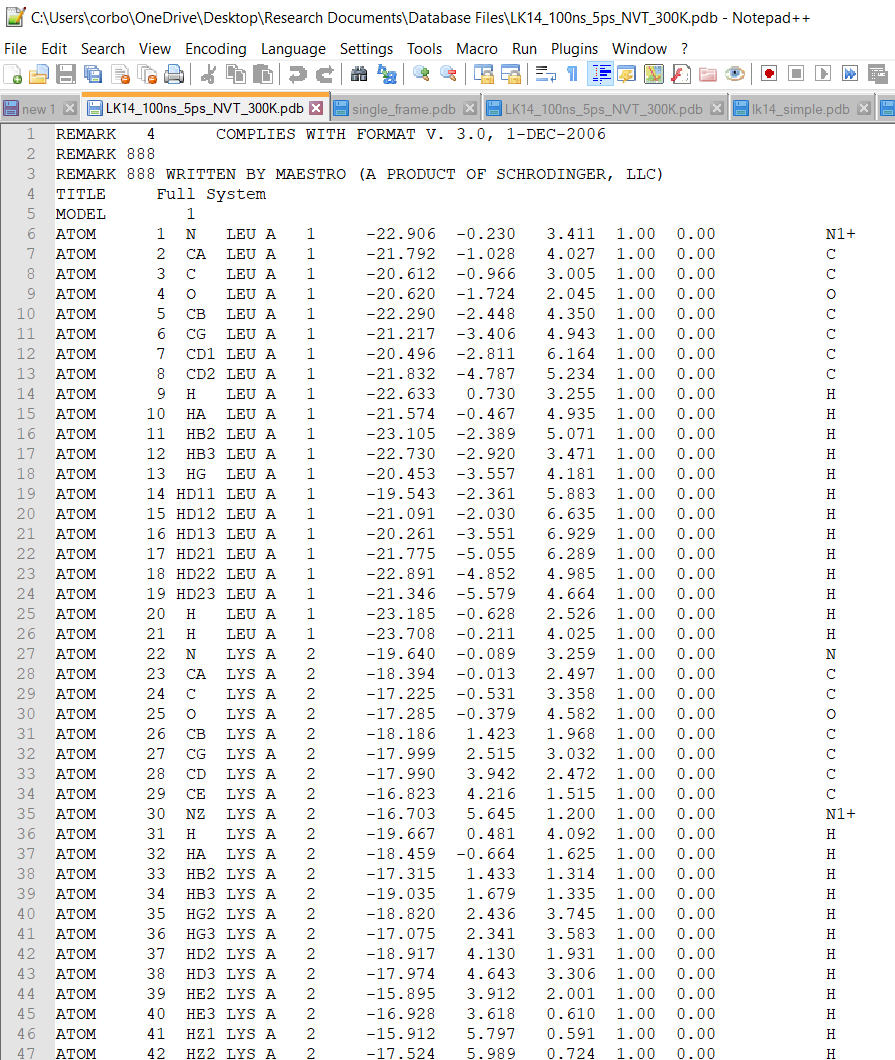 C:\Users\corbo\OneDrive\Desktop\Research Documents\Database Files\LK14_100ns_5ps_NVT_300K.pdb - Notepad++
File Edit Search View Encoding Language Settings Tools Macro Run Plugins Window ?
new 1 LK14_100ns_5ps_NVT_300K.pdb single_frame.pdb LK14_100ns_5ps_NVT_300K.pdb lk14_simple.pdb
1 REMARK   4      COMPLIES WITH FORMAT V. 3.0, 1-DEC-2006
2 REMARK 888
3 REMARK 888 WRITTEN BY MAESTRO (A PRODUCT OF SCHRODINGER, LLC)
4 TITLE     Full System
5 MODEL        1
6 ATOM      1  N   LEU A   1     -22.906  -0.230   3.411  1.00  0.00           N1+
7 ATOM      2  CA  LEU A   1     -21.792  -1.028   4.027  1.00  0.00           C
8 ATOM      3  C   LEU A   1     -20.612  -0.966   3.005  1.00  0.00           C
9 ATOM      4  O   LEU A   1     -20.620  -1.724   2.045  1.00  0.00           O
10 ATOM      5  CB  LEU A   1     -22.290  -2.448   4.350  1.00  0.00           C
11 ATOM      6  CG  LEU A   1     -21.217  -3.406   4.943  1.00  0.00           C
12 ATOM      7  CD1 LEU A   1     -20.496  -2.811   6.164  1.00  0.00           C
13 ATOM      8  CD2 LEU A   1     -21.832  -4.787   5.234  1.00  0.00           C
14 ATOM      9  H   LEU A   1     -22.633   0.730   3.255  1.00  0.00           H
15 ATOM     10  HA  LEU A   1     -21.574  -0.467   4.935  1.00  0.00           H
16 ATOM     11  HB2 LEU A   1     -23.105  -2.389   5.071  1.00  0.00           H
17 ATOM     12  HB3 LEU A   1     -22.730  -2.920   3.471  1.00  0.00           H
18 ATOM     13  HG  LEU A   1     -20.453  -3.557   4.181  1.00  0.00           H
19 ATOM     14 HD11 LEU A   1     -19.543  -2.361   5.883  1.00  0.00           H
20 ATOM     15 HD12 LEU A   1     -21.091  -2.030   6.635  1.00  0.00           H
21 ATOM     16 HD13 LEU A   1     -20.261  -3.551   6.929  1.00  0.00           H
22 ATOM     17 HD21 LEU A   1     -21.775  -5.055   6.289  1.00  0.00           H
23 ATOM     18 HD22 LEU A   1     -22.891  -4.852   4.985  1.00  0.00           H
24 ATOM     19 HD23 LEU A   1     -21.346  -5.579   4.664  1.00  0.00           H
25 ATOM     20  H   LEU A   1     -23.185  -0.628   2.526  1.00  0.00           H
26 ATOM     21  H   LEU A   1     -23.708  -0.211   4.025  1.00  0.00           H
27 ATOM     22  N   LYS A   2     -19.640  -0.089   3.259  1.00  0.00           N
28 ATOM     23  CA  LYS A   2     -18.394  -0.013   2.497  1.00  0.00           C
29 ATOM     24  C   LYS A   2     -17.225  -0.531   3.358  1.00  0.00           C
30 ATOM     25  O   LYS A   2     -17.285  -0.379   4.582  1.00  0.00           O
31 ATOM     26  CB  LYS A   2     -18.186   1.423   1.968  1.00  0.00           C
32 ATOM     27  CG  LYS A   2     -17.999   2.515   3.032  1.00  0.00           C
33 ATOM     28  CD  LYS A   2     -17.990   3.942   2.472  1.00  0.00           C
34 ATOM     29  CE  LYS A   2     -16.823   4.216   1.515  1.00  0.00           C
35 ATOM     30  NZ  LYS A   2     -16.703   5.645   1.200  1.00  0.00           N1+
36 ATOM     31  H   LYS A   2     -19.667   0.481   4.092  1.00  0.00           H
37 ATOM     32  HA  LYS A   2     -18.459  -0.664   1.625  1.00  0.00           H
38 ATOM     33  HB2 LYS A   2     -17.315   1.433   1.314  1.00  0.00           H
39 ATOM     34  HB3 LYS A   2     -19.035   1.679   1.335  1.00  0.00           H
40 ATOM     35  HG2 LYS A   2     -18.820   2.436   3.745  1.00  0.00           H
41 ATOM     36  HG3 LYS A   2     -17.075   2.341   3.583  1.00  0.00           H
42 ATOM     37  HD2 LYS A   2     -18.917   4.130   1.931  1.00  0.00           H
43 ATOM     38  HD3 LYS A   2     -17.974   4.643   3.306  1.00  0.00           H
44 ATOM     39  HE2 LYS A   2     -15.895   3.912   2.001  1.00  0.00           H
45 ATOM     40  HE3 LYS A   2     -16.928   3.618   0.610  1.00  0.00           H
46 ATOM     41  HZ1 LYS A   2     -15.912   5.797   0.591  1.00  0.00           H
47 ATOM     42  HZ2 LYS A   2     -17.524   5.989   0.724  1.00  0.00           H